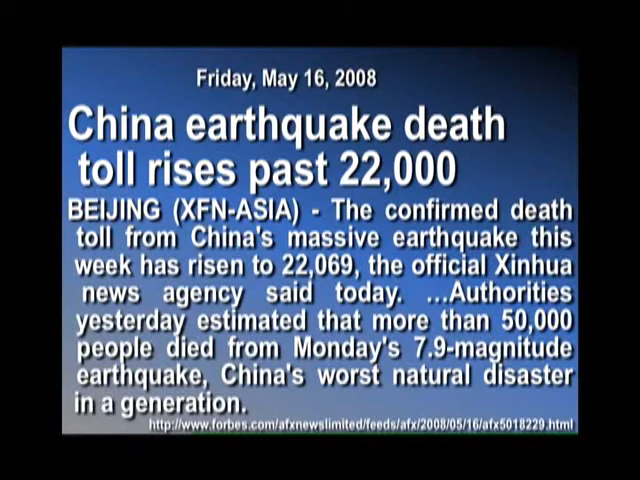 Friday, May 16, 2008
China earthquake death
toll rises past 22,000
BEIJING (XFN-ASIA) - The confirmed death
toll from China's massive earthquake this
week has risen to 22,069, the official Xinhua
news agency said today. ...Authorities
yesterday estimated that more than 50,000
people died from Monday's 7.9-magnitude
earthquake, China's worst natural disaster
in a generation.
http://www.forbes.com/afxnewslimited/feeds/afx/2008/05/16/afx5018229.html